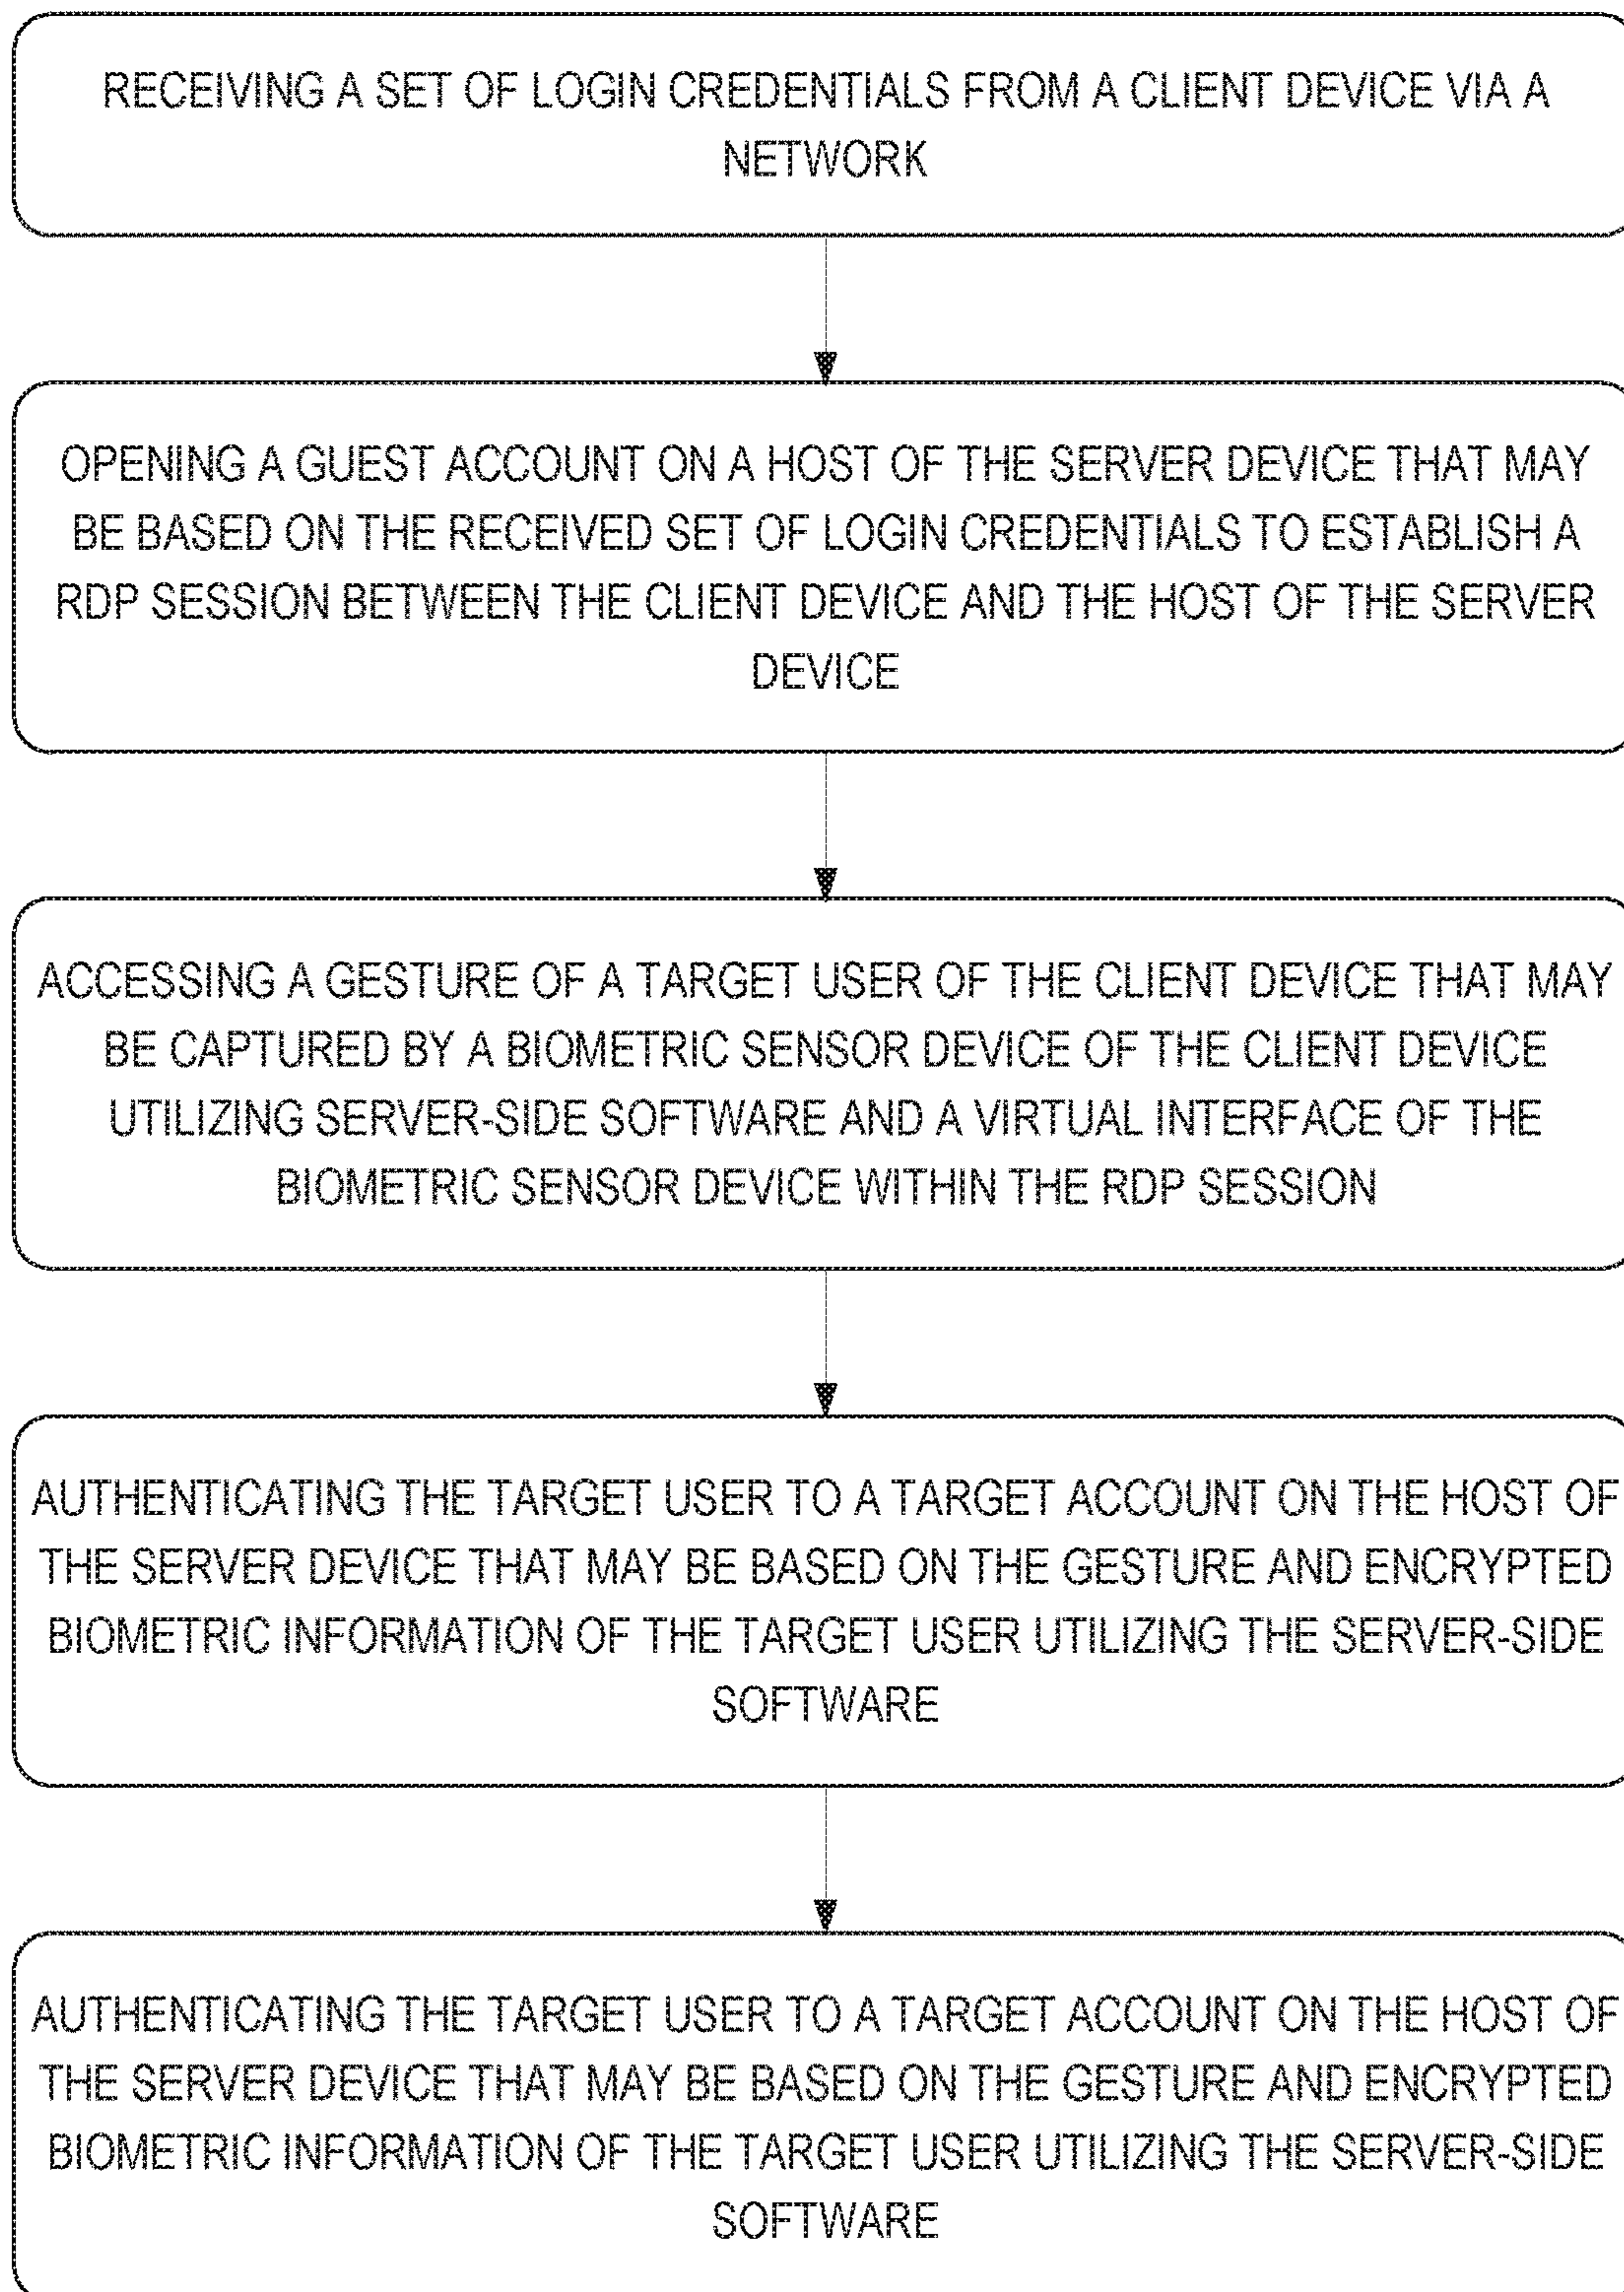 RECEIVING A SET OF LOGIN CREDENTIALS FROM A CLIENT DEVICE VIA A
NETWORK
OPENING A GUEST ACCOUNT ON A HOST OF THE SERVER DEVICE THAT MAY
BE BASED ON THE RECEIVED SET OF LOGIN CREDENTIALS TO ESTABLISH A
RDP SESSION BETWEEN THE CLIENT DEVICE AND THE HOST OF THE SERVER
DEVICE
ACCESSING A GESTURE OF A TARGET USER OF THE CLIENT DEVICE THAT MAY
BE CAPTURED BY A BIOMETRIC SENSOR DEVICE OF THE CLIENT DEVICE
UTILIZING SERVER-SIDE SOFTWARE AND A VIRTUAL INTERFACE OF THE
BIOMETRIC SENSOR DEVICE WITHIN THE RDP SESSION
AUTHENTICATING THE TARGET USER TO A TARGET ACCOUNT ON THE HOST OF
THE SERVER DEVICE THAT MAY BE BASED ON THE GESTURE AND ENCRYPTED
BIOMETRIC INFORMATION OF THE TARGET USER UTILIZING THE SERVER-SIDE
SOFTWARE
AUTHENTICATING THE TARGET USER TO A TARGET ACCOUNT ON THE HOST OF
THE SERVER DEVICE THAT MAY BE BASED ON THE GESTURE AND ENCRYPTED
BIOMETRIC INFORMATION OF THE TARGET USER UTILIZING THE SERVER-SIDE
SOFTWARE